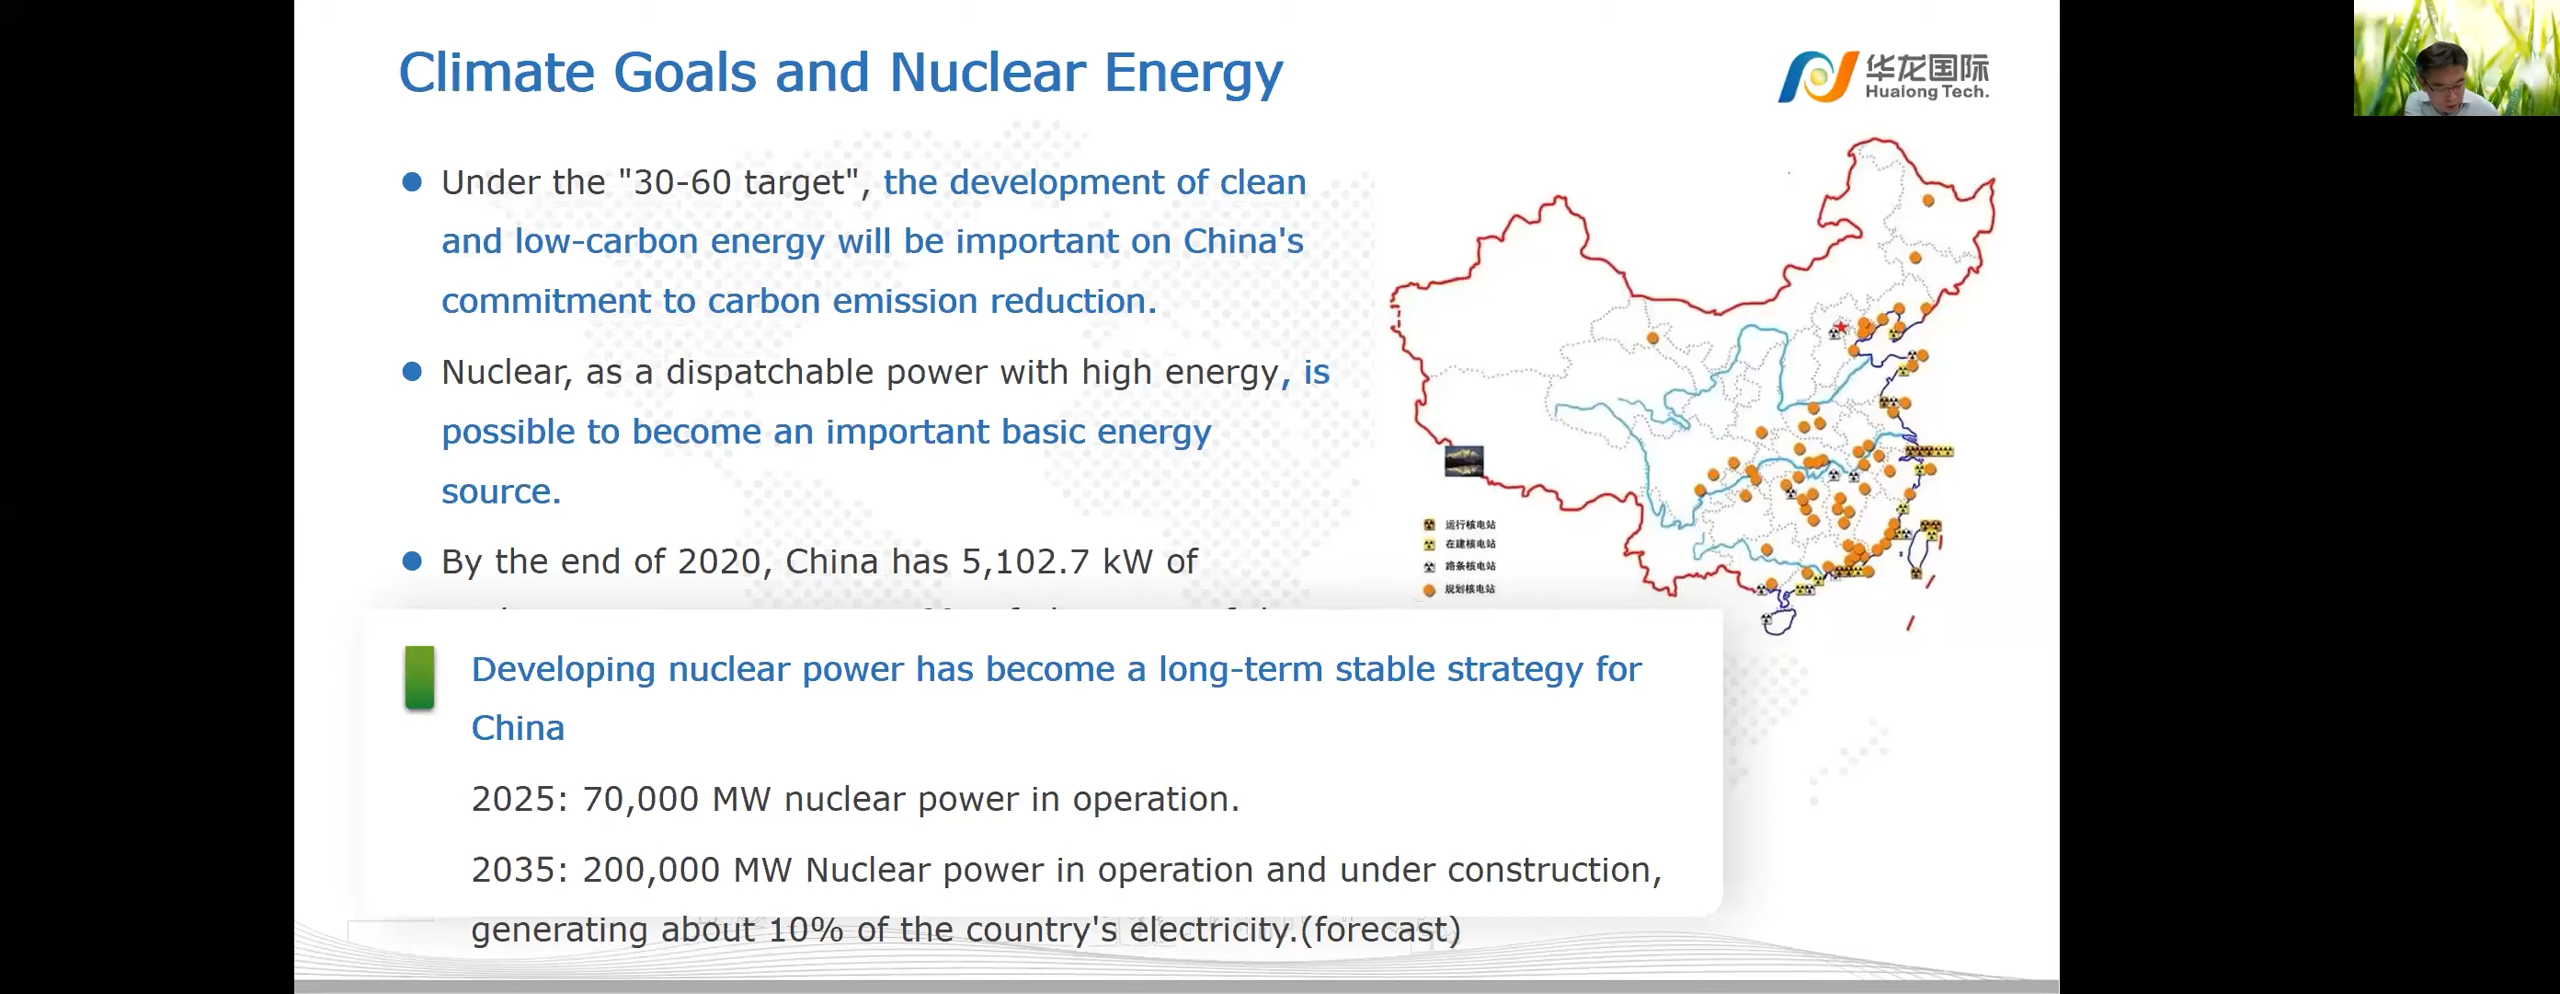 Climate Goals and Nuclear Energy
华龙国际
Hualong Tech.
Under the "30-60 target", the development of clean
and low-carbon energy will be important on China's
commitment to carbon emission reduction.
Nuclear, as a dispatchable power with high energy, is
possible to become an important basic energy
source.
By the end of 2020, China has 5,102.7 kW of
运行核电站
在建核电站
路条核电站
规划核电站
Developing nuclear power has become a long-term stable strategy for
China
2025: 70,000 MW nuclear power in operation.
2035: 200,000 MW Nuclear power in operation and under construction,
generating about 10% of the country's electricity.(forecast)